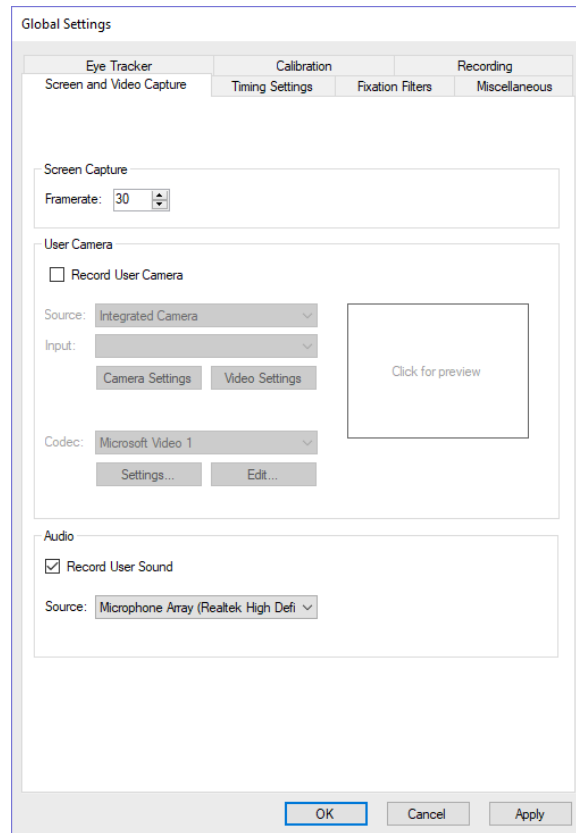 Global Settings
Eye Tracker Calibration Recording
Screen and Video Capture Timing Settings Fixation Filters Miscellaneous
Screen Capture
Framerate: 30
User Camera
Record User Camera
Source: Integrated Camera
Input:
Camera Settings Video Settings
Click for preview
Codec: Microsoft Video 1
Settings... Edit...
Audio
Record User Sound
Source: Microphone Array (Realtek High Defi
OK Cancel Apply